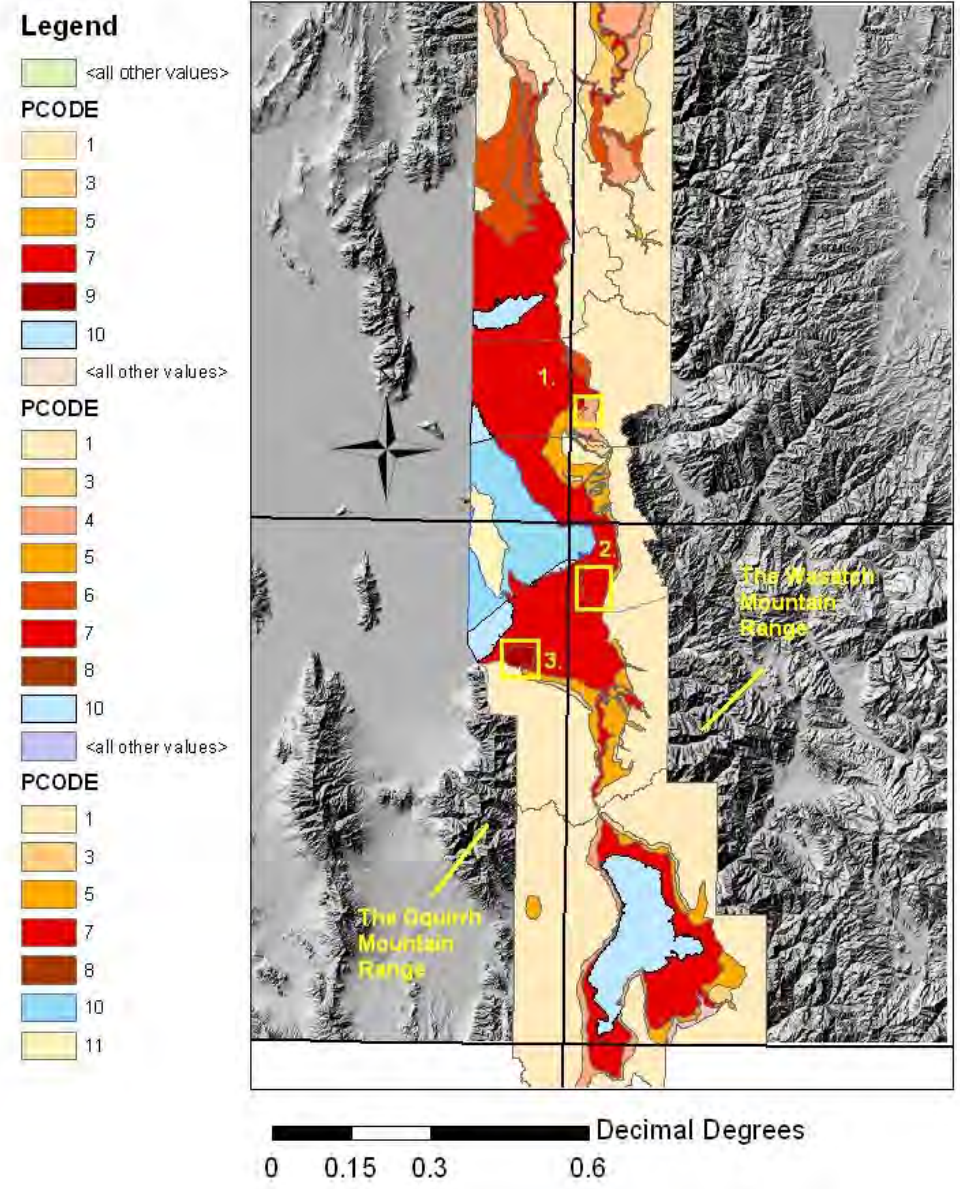 Legend
<all other values>
PCODE
1
3
5
7
9
10
<all other values>
PCODE
1
3
4
5
6
7
8
10
<all other values>
PCODE
1
3
5
7
8
10
11
1.
2.
3.
The Wasatch
Mountain
Range
The Oquirrh
Mountain
Range
Decimal Degrees
0 0.15 0.3 0.6